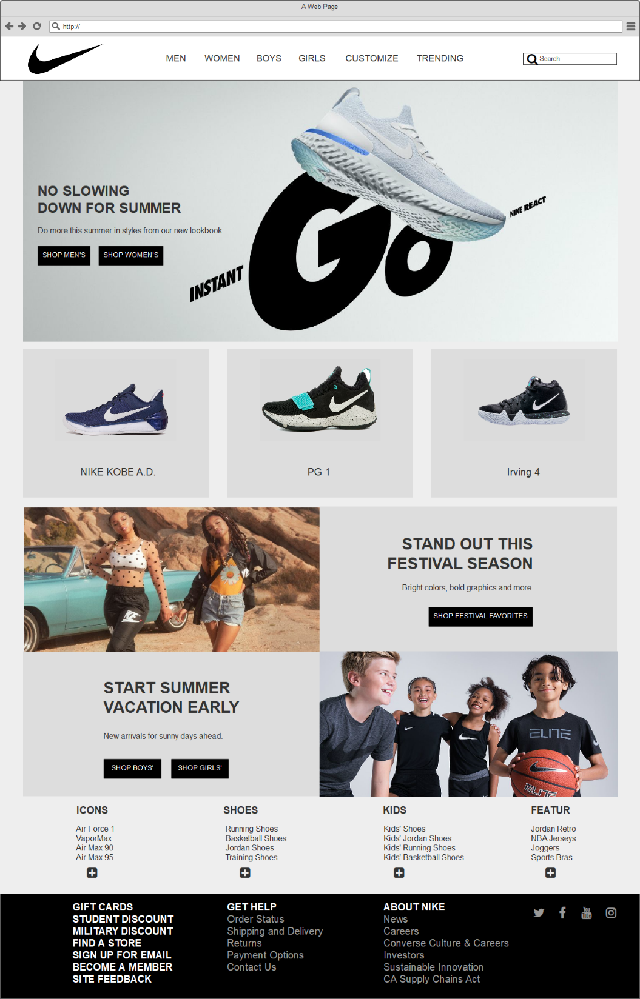 A Web Page
http://
MEN WOMEN BOYS GIRLS CUSTOMIZE TRENDING
Search
NO SLOWING
DOWN FOR SUMMER
Do more this summer in styles from our new lookbook.
SHOP MEN'S SHOP WOMEN'S
INSTANT
Go
NIKE REACT
NIKE KOBE A.D.
PG 1
Irving 4
STAND OUT THIS
FESTIVAL SEASON
Bright colors, bold graphics and more.
SHOP FESTIVAL FAVORITES
START SUMMER
VACATION EARLY
New arrivals for sunny days ahead.
SHOP BOYS' SHOP GIRLS'
ELITE
ELITE
ICONS
Air Force 1
VaporMax
Air Max 90
Air Max 95
SHOES
Running Shoes
Basketball Shoes
Jordan Shoes
Training Shoes
KIDS
Kids' Shoes
Kids' Jordan Shoes
Kids' Running Shoes
Kids' Basketball Shoes
FEATUR
Jordan Retro
NBA Jerseys
Joggers
Sports Bras
GIFT CARDS
STUDENT DISCOUNT
MILITARY DISCOUNT
FIND A STORE
SIGN UP FOR EMAIL
BECOME A MEMBER
SITE FEEDBACK
GET HELP
Order Status
Shipping and Delivery
Returns
Payment Options
Contact Us
ABOUT NIKE
News
Careers
Converse Culture & Careers
Investors
Sustainable Innovation
CA Supply Chains Act
You
Tube